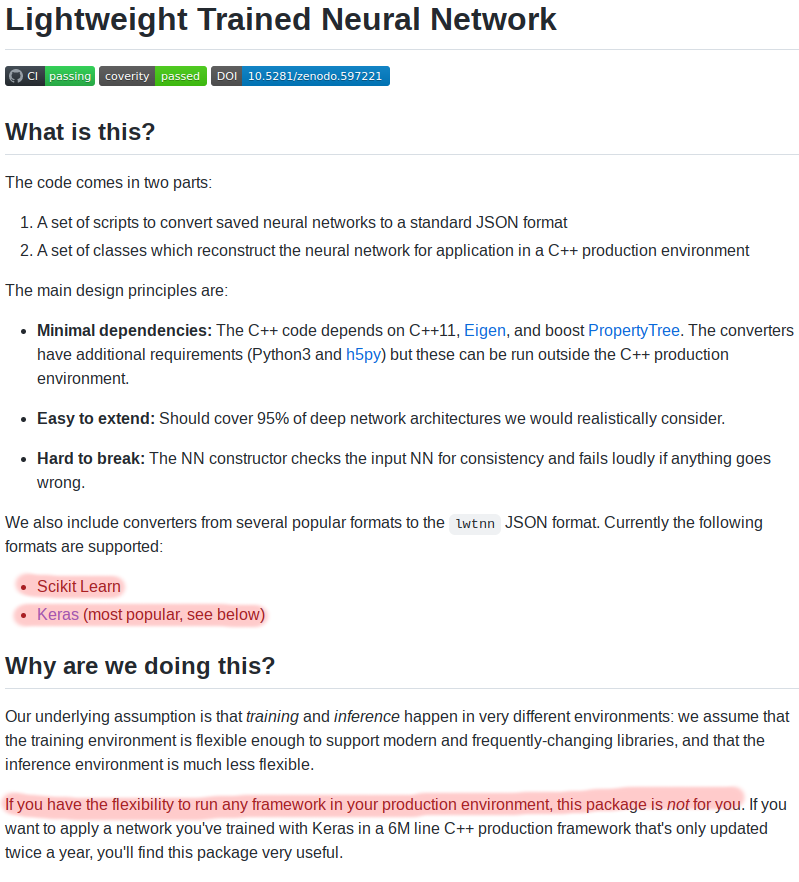 Lightweight Trained Neural Network
CI passing coverity passed DOI 10.5281/zenodo.597221
What is this?
The code comes in two parts:
1. A set of scripts to convert saved neural networks to a standard JSON format
2. A set of classes which reconstruct the neural network for application in a C++ production environment
The main design principles are:
• Minimal dependencies: The C++ code depends on C++11, Eigen, and boost PropertyTree. The converters
have additional requirements (Python3 and h5py) but these can be run outside the C++ production
environment.
• Easy to extend: Should cover 95% of deep network architectures we would realistically consider.
• Hard to break: The NN constructor checks the input NN for consistency and fails loudly if anything goes
wrong.
We also include converters from several popular formats to the lwtnn JSON format. Currently the following
formats are supported:
• Scikit Learn
• Keras (most popular, see below)
Why are we doing this?
Our underlying assumption is that training and inference happen in very different environments: we assume that
the training environment is flexible enough to support modern and frequently-changing libraries, and that the
inference environment is much less flexible.
If you have the flexibility to run any framework in your production environment, this package is not for you. If you
want to apply a network you've trained with Keras in a 6M line C++ production framework that's only updated
twice a year, you'll find this package very useful.